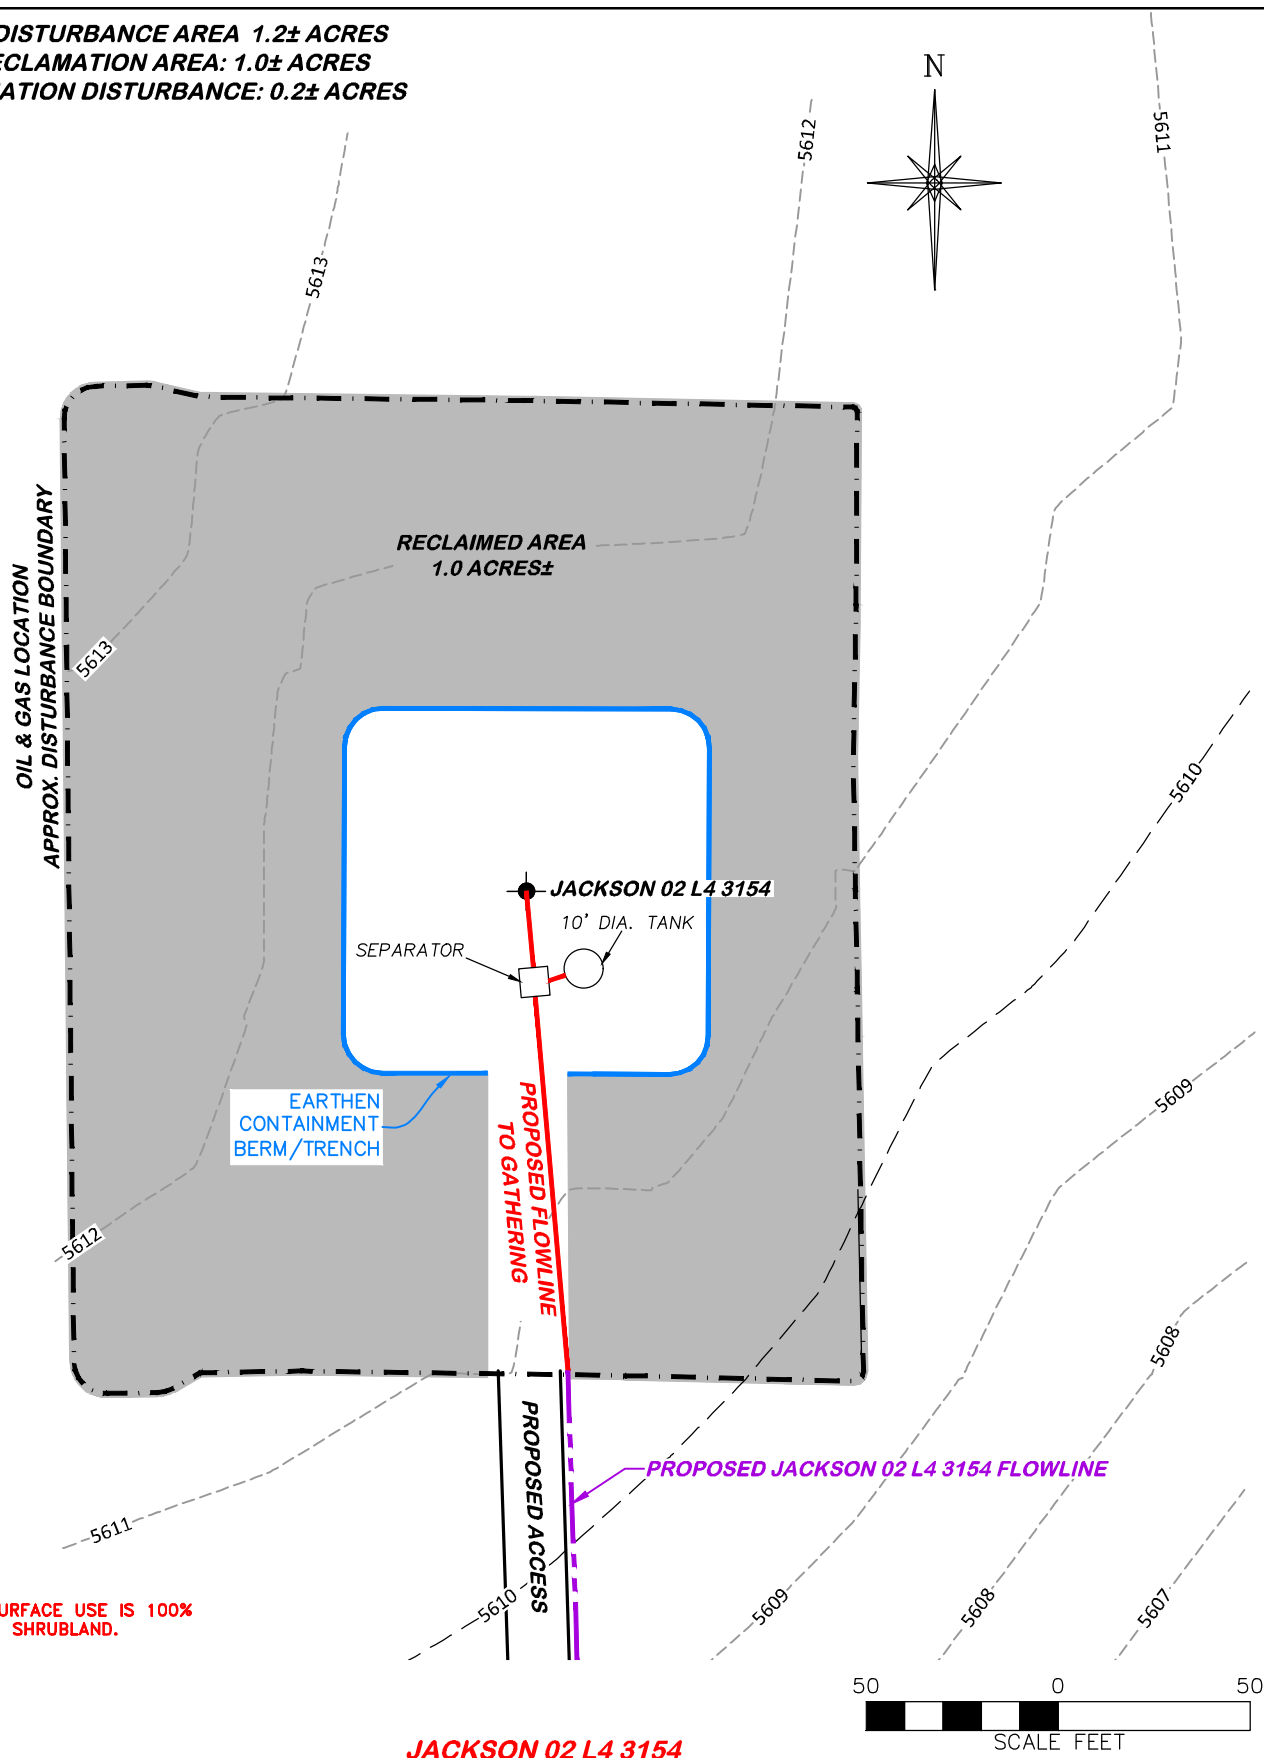 DISTURBANCE AREA 1.2± ACRES
ECLAMATION AREA: 1.0± ACRES
ATION DISTURBANCE: 0.2± ACRES
N
5611
5612
5613
OIL & GAS LOCATION
APPROX. DISTURBANCE BOUNDARY
RECLAIMED AREA
1.0 ACRES±
5613
5610
JACKSON 02 L4 3154
10' DIA. TANK
SEPARATOR
EARTHEN
CONTAINMENT
BERM/TRENCH
PROPOSED FLOWLINE
TO GATHERING
5609
5612
5608
PROPOSED ACCESS
PROPOSED JACKSON 02 L4 3154 FLOWLINE
5611
5610
5609
5608
5607
URFACE USE IS 100%
SHRUBLAND.
50 0 50
SCALE FEET
JACKSON 02 L4 3154